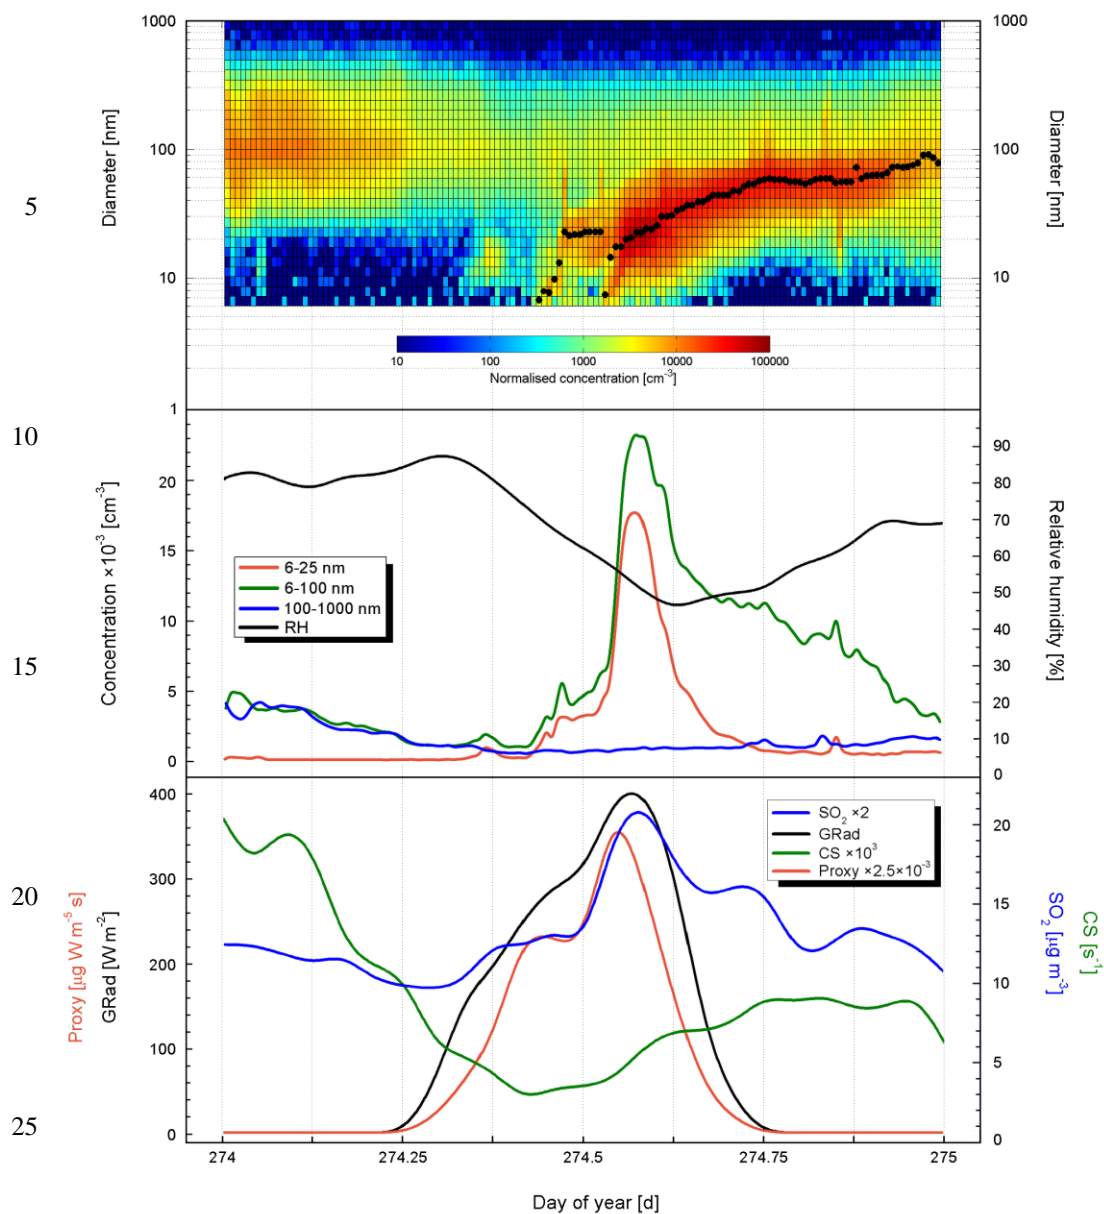 1000
1000
Diameter [nm]
100
100
Diameter [nm]
5
10
10
10
100
1000
10000
100000
Normalised concentration [cm-3]
1
10
Concentration ×10-3 [cm-3]
20
15
10
5
0
90
80
70
60
50
40
30
20
10
0
Relative humidity [%]
6-25 nm
6-100 nm
100-1000 nm
RH
15
Proxy [µg W m-5 s]
GRad [W m-2]
400
300
200
100
0
SO2 ×2
GRad
CS ×10³
Proxy ×2.5×10-3
20
15
10
5
0
SO2 [µg m-3]
CS [s-1]
20
25
274
274.25
274.5
274.75
275
Day of year [d]